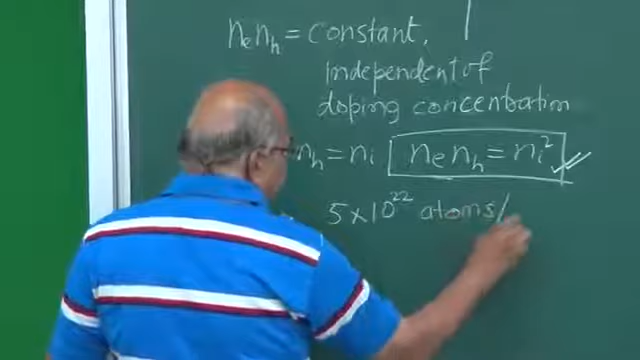 nₑnₕ = constant,
independent of
doping concentration
nₕ = nᵢ nₑnₕ = nᵢ²
5×10²² atoms/